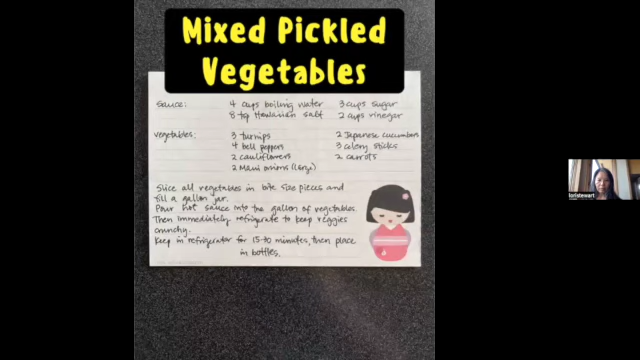 Mixed Pickled
Vegetables
Sauce: 4 cups boiling water 3 cups sugar
8 tsp Hawaiian salt 2 cups vinegar
vegetables: 3 turnips 2 Japanese cucumbers
4 bell peppers 3 celery sticks
2 cauliflowers 2 carrots
2 Maui onions (large)
Slice all vegetables in bite size pieces and
fill a gallon jar.
Pour hot sauce into the gallon of vegetables.
Then immediately refrigerate to keep veggies
crunchy.
Keep in refrigerator for minutes, then place
in bottles.
loristewart